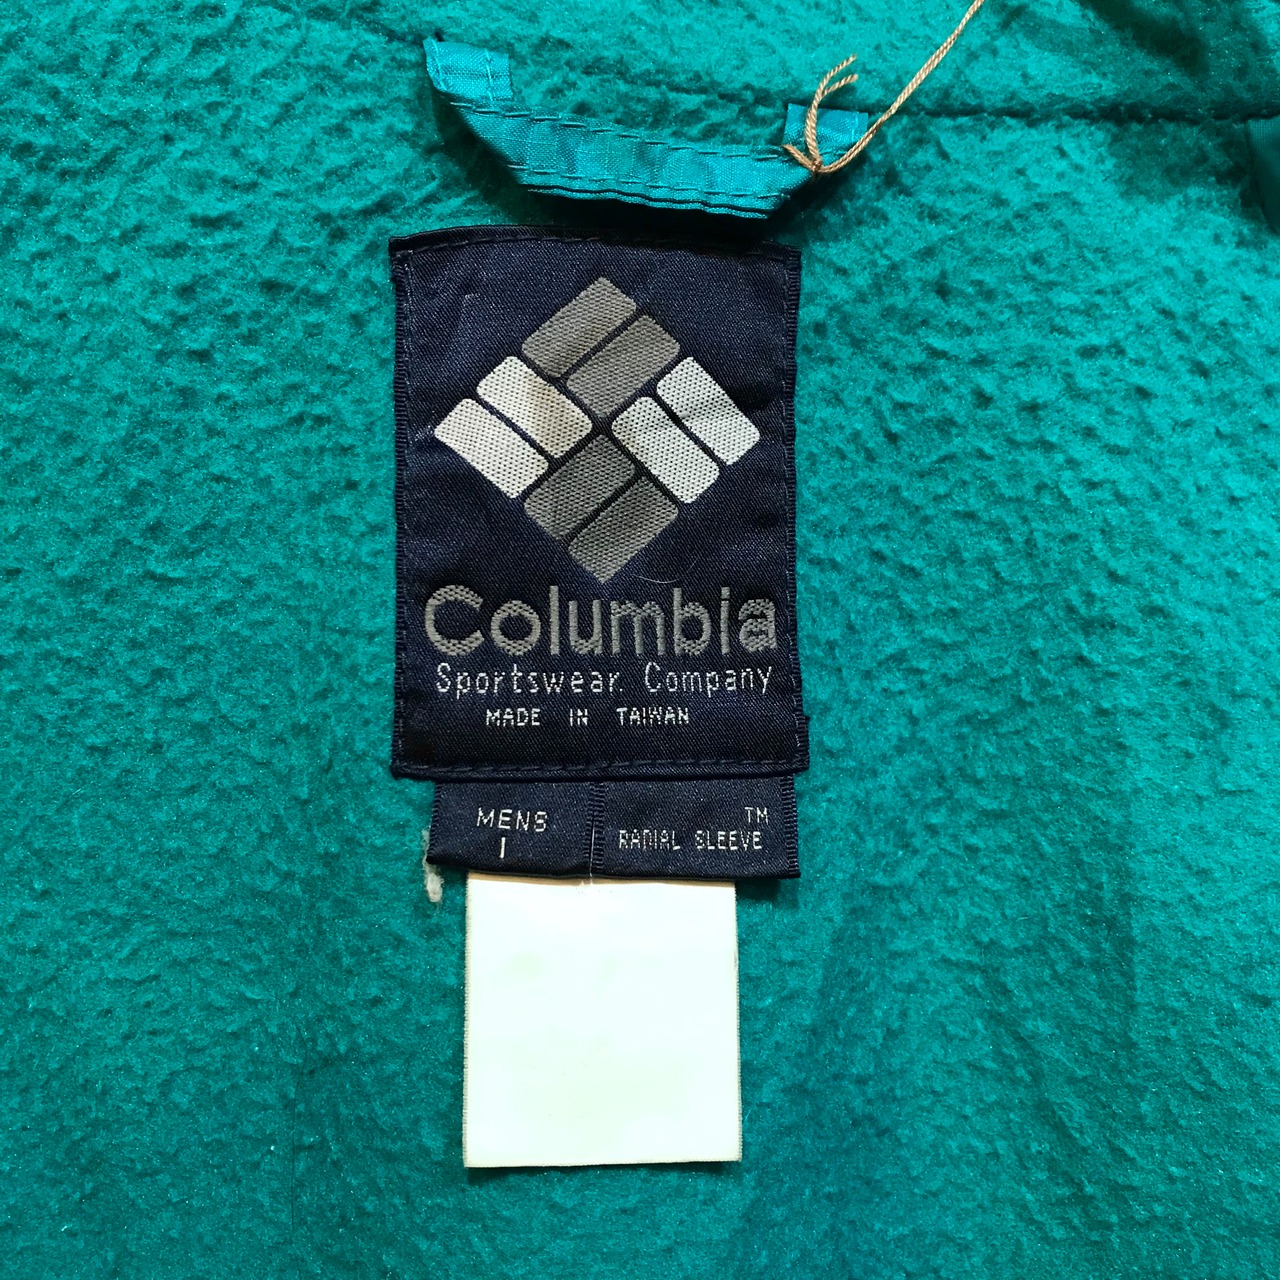 Columbia
Sportswear Company
MADE IN TAIWAN
MENS
TM
RADIAL SLEEVE